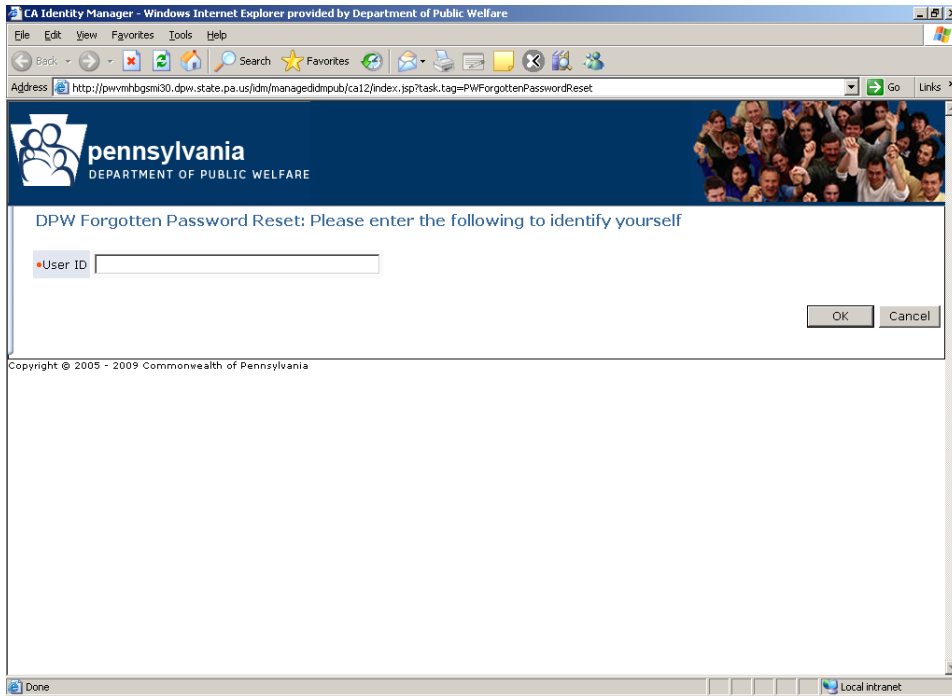 CA Identity Manager - Windows Internet Explorer provided by Department of Public Welfare
File Edit View Favorites Tools Help
Back Search Favorites
Address http://pwvmhbgsmi30.dpw.state.pa.us/idm/managedidmpub/ca12/index.jsp?task.tag=PWForgottenPasswordReset Go Links
pennsylvania
DEPARTMENT OF PUBLIC WELFARE
DPW Forgotten Password Reset: Please enter the following to identify yourself
•User ID
OK Cancel
Copyright © 2005 - 2009 Commonwealth of Pennsylvania
Done Local intranet